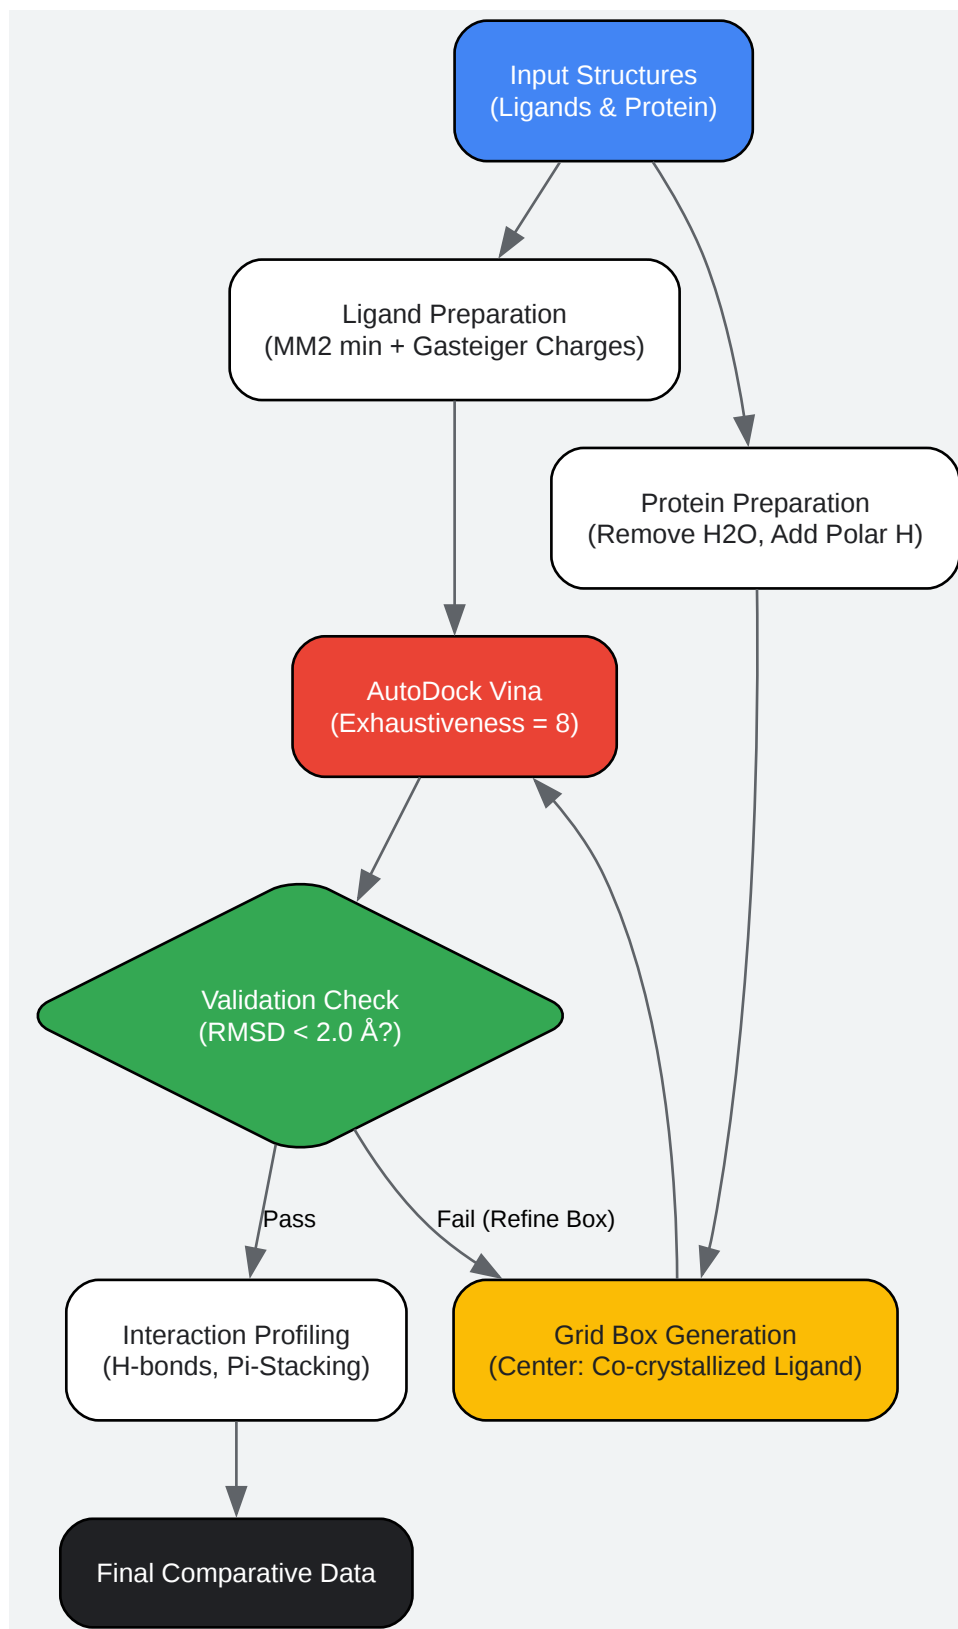 Input Structures
(Ligands & Protein)
Ligand Preparation
(MM2 min + Gasteiger Charges)
Protein Preparation
(Remove H2O, Add Polar H)
AutoDock Vina
(Exhaustiveness = 8)
Validation Check
(RMSD < 2.0 Å?)
Pass
Fail (Refine Box)
Interaction Profiling
(H-bonds, Pi-Stacking)
Grid Box Generation
(Center: Co-crystallized Ligand)
Final Comparative Data